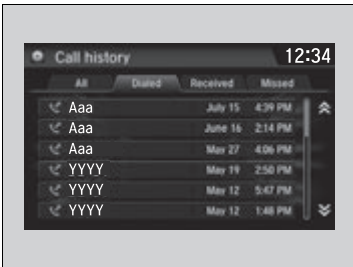 Call history 12:34
All Dialed Received Missed
Aaa July 15 4:39 PM
Aaa June 16 2:14 PM
Aaa May 27 4:06 PM
YYYY May 19 2:50 PM
YYYY May 12 5:47 PM
YYYY May 12 1:48 PM